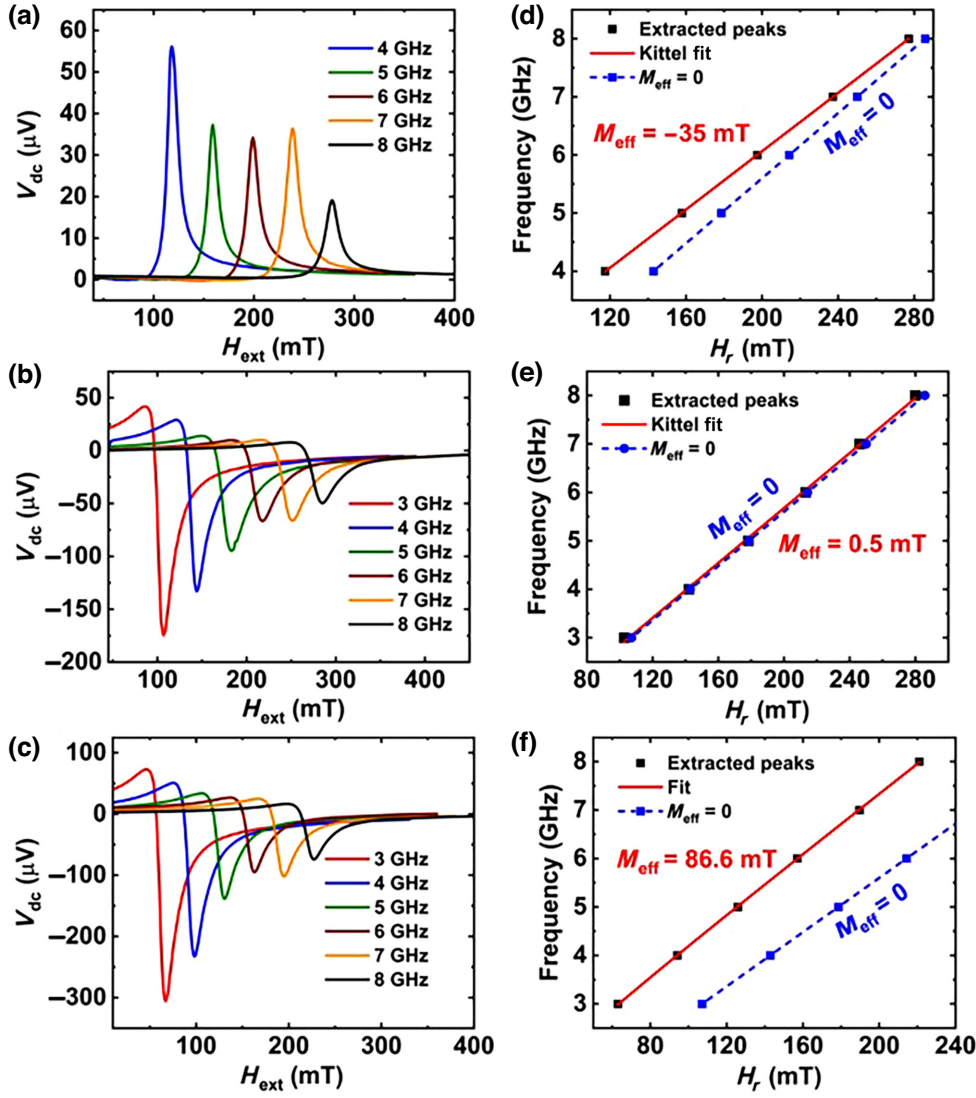 (a)
60
50
40
30
20
10
0
V_dc (μV)
4 GHz
5 GHz
6 GHz
7 GHz
8 GHz
100 200 300 400
H_ext (mT)
(d)
8
7
6
5
4
Frequency (GHz)
Extracted peaks
Kittel fit
M_eff = 0
M_eff = −35 mT
M_eff = 0
120 160 200 240 280
H_r (mT)
(b)
50
0
−50
−100
−150
−200
V_dc (μV)
3 GHz
4 GHz
5 GHz
6 GHz
7 GHz
8 GHz
100 200 300 400
H_ext (mT)
(e)
8
7
6
5
4
3
Frequency (GHz)
Extracted peaks
Kittel fit
M_eff = 0
M_eff = 0
M_eff = 0.5 mT
80 120 160 200 240 280
H_r (mT)
(c)
100
0
−100
−200
−300
V_dc (μV)
3 GHz
4 GHz
5 GHz
6 GHz
7 GHz
8 GHz
100 200 300 400
H_ext (mT)
(f)
8
7
6
5
4
3
Frequency (GHz)
Extracted peaks
Fit
M_eff = 0
M_eff = 86.6 mT
M_eff = 0
80 120 160 200 240
H_r (mT)